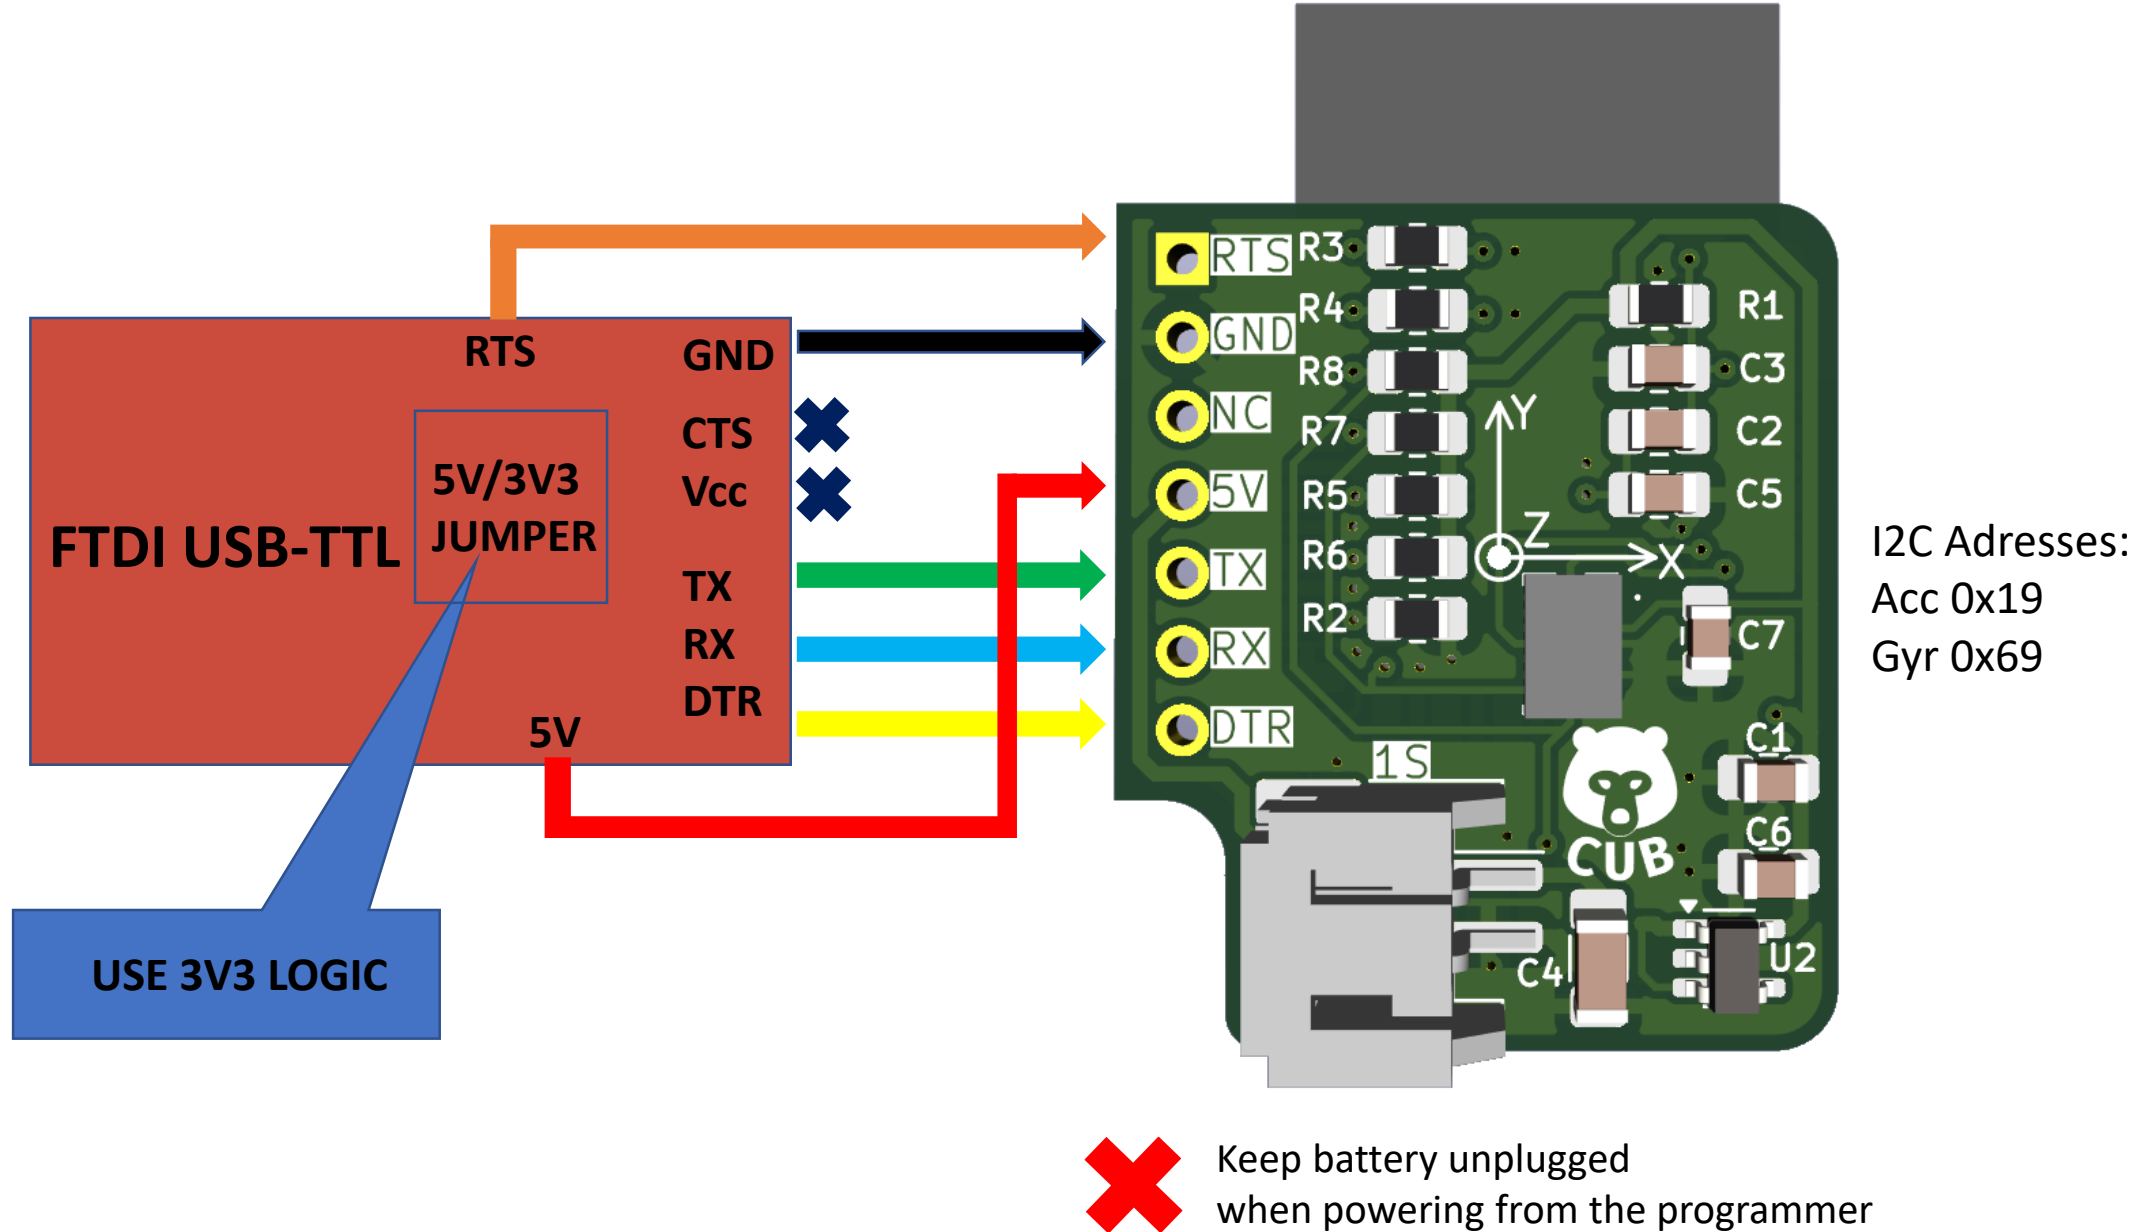 RTS
GND
CTS
Vcc
5V/3V3
JUMPER
FTDI USB-TTL
TX
RX
DTR
5V
USE 3V3 LOGIC
RTS
GND
NC
5V
TX
RX
DTR
R3
R4
R8
R7
R5
R6
R2
R1
C3
C2
C5
Y
Z
X
C7
1S
C1
CUB
C6
C4
U2
I2C Adresses:
Acc 0x19
Gyr 0x69
Keep battery unplugged
when powering from the programmer